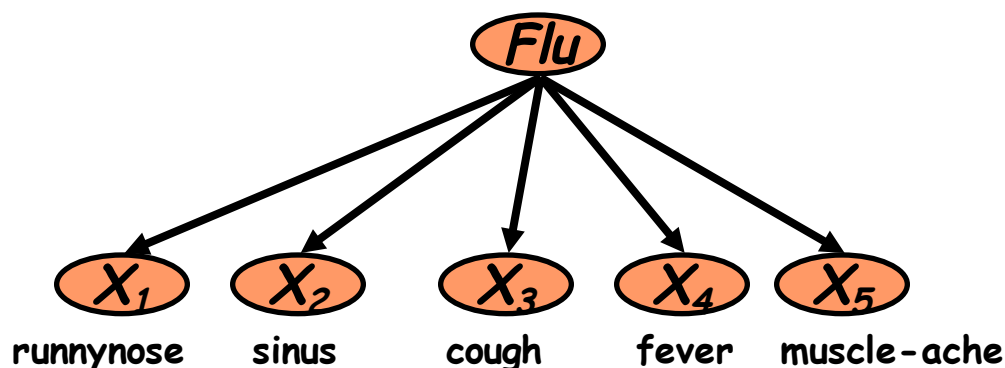 Flu
X₁ X₂ X₃ X₄ X₅
runnynose sinus cough fever muscle-ache